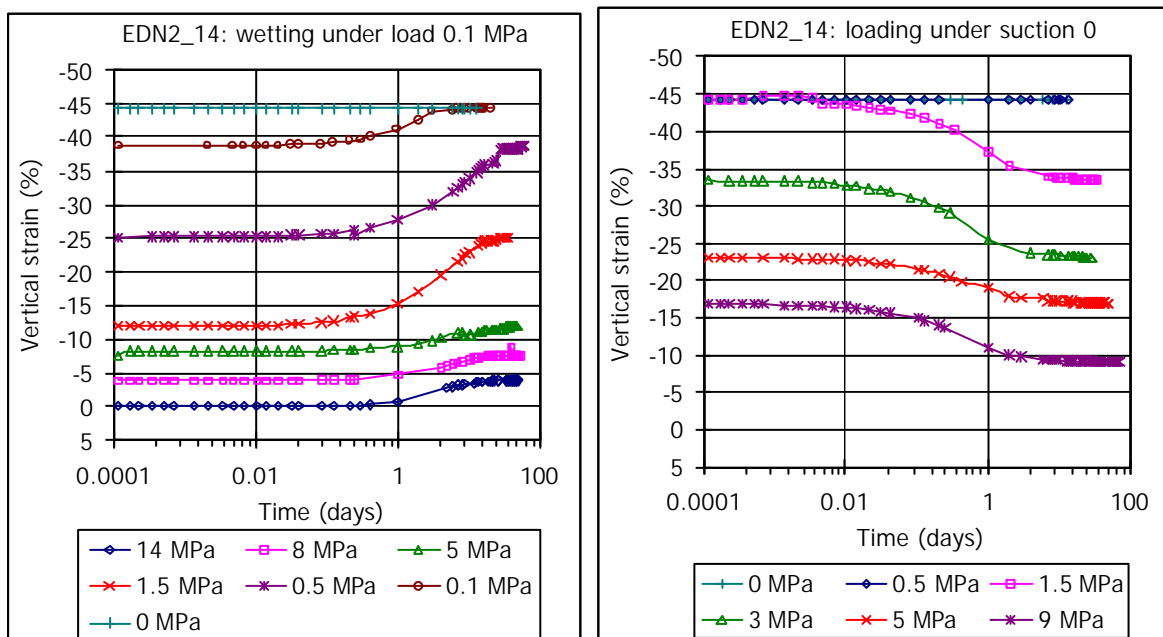 EDN2_14: wetting under load 0.1 MPa
-50
-45
-40
-35
-30
-25
-20
-15
-10
-5
0
5
Vertical strain (%)
0.0001 0.01 1 100
Time (days)
14 MPa 8 MPa 5 MPa
1.5 MPa 0.5 MPa 0.1 MPa
0 MPa
EDN2_14: loading under suction 0
-50
-45
-40
-35
-30
-25
-20
-15
-10
-5
0
5
Vertical strain (%)
0.0001 0.01 1 100
Time (days)
0 MPa 0.5 MPa 1.5 MPa
3 MPa 5 MPa 9 MPa